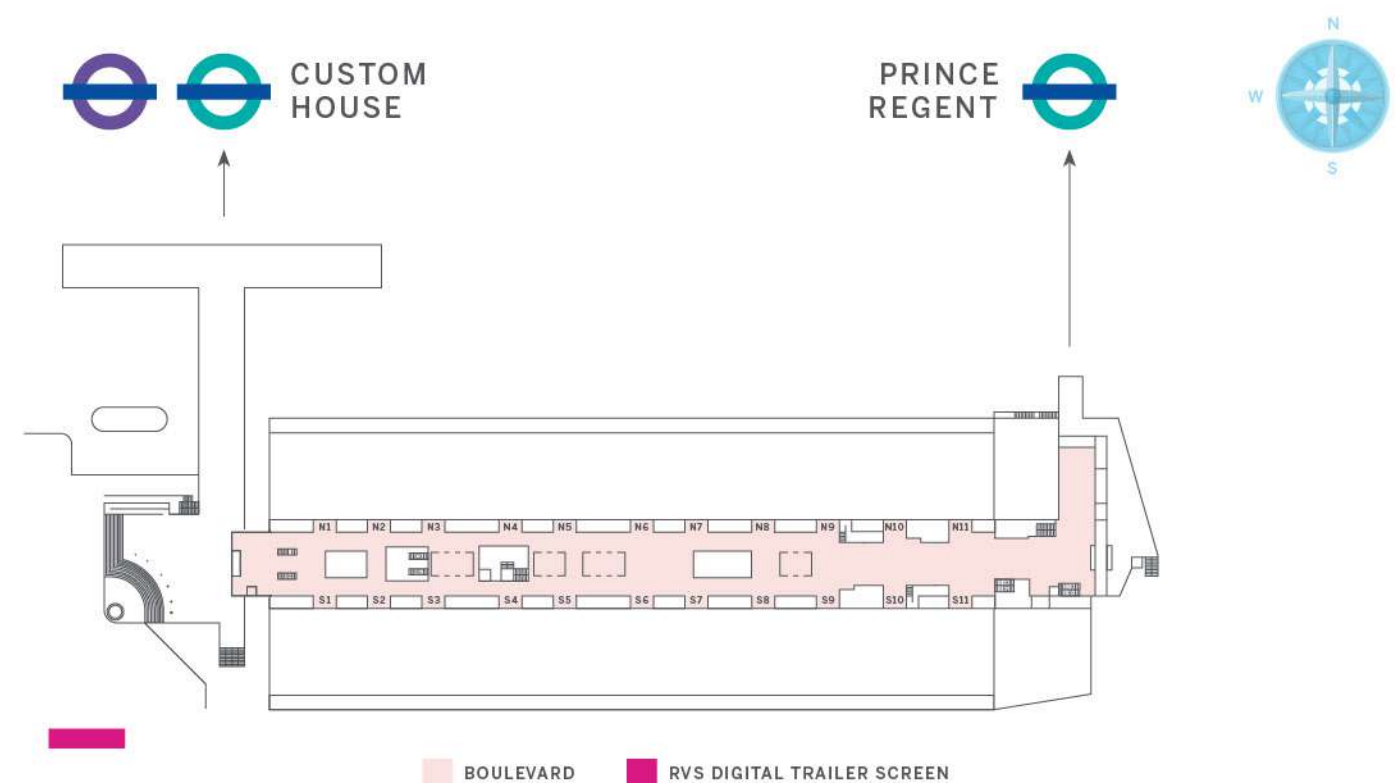 CUSTOM
HOUSE
PRINCE
REGENT
N
W
S
N1 N2 N3 N4 N5 N6 N7 N8 N9 N10 N11
S1 S2 S3 S4 S5 S6 S7 S8 S9 S10 S11
BOULEVARD
RVS DIGITAL TRAILER SCREEN